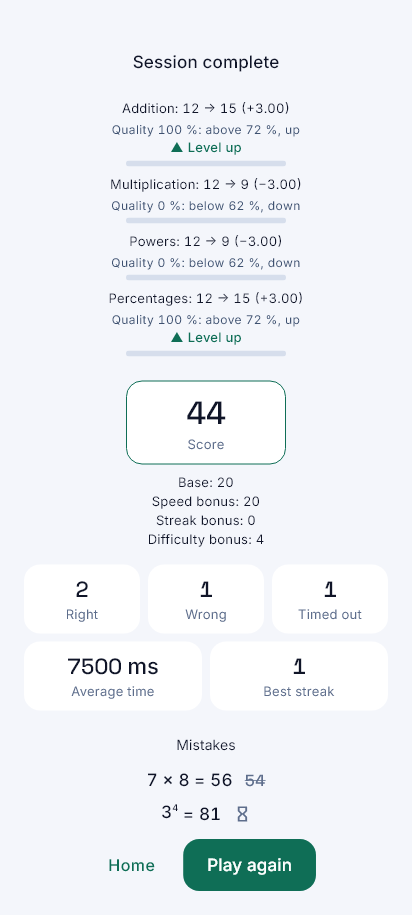 Session complete
Addition: 12 → 15 (+3.00)
Quality 100 %: above 72 %, up
▲ Level up
Multiplication: 12 → 9 (−3.00)
Quality 0 %: below 62 %, down
Powers: 12 → 9 (−3.00)
Quality 0 %: below 62 %, down
Percentages: 12 → 15 (+3.00)
Quality 100 %: above 72 %, up
▲ Level up
44
Score
Base: 20
Speed bonus: 20
Streak bonus: 0
Difficulty bonus: 4
2 1 1
Right Wrong Timed out
7500 ms 1
Average time Best streak
Mistakes
7 × 8 = 56 54
3⁴ = 81
Home Play again